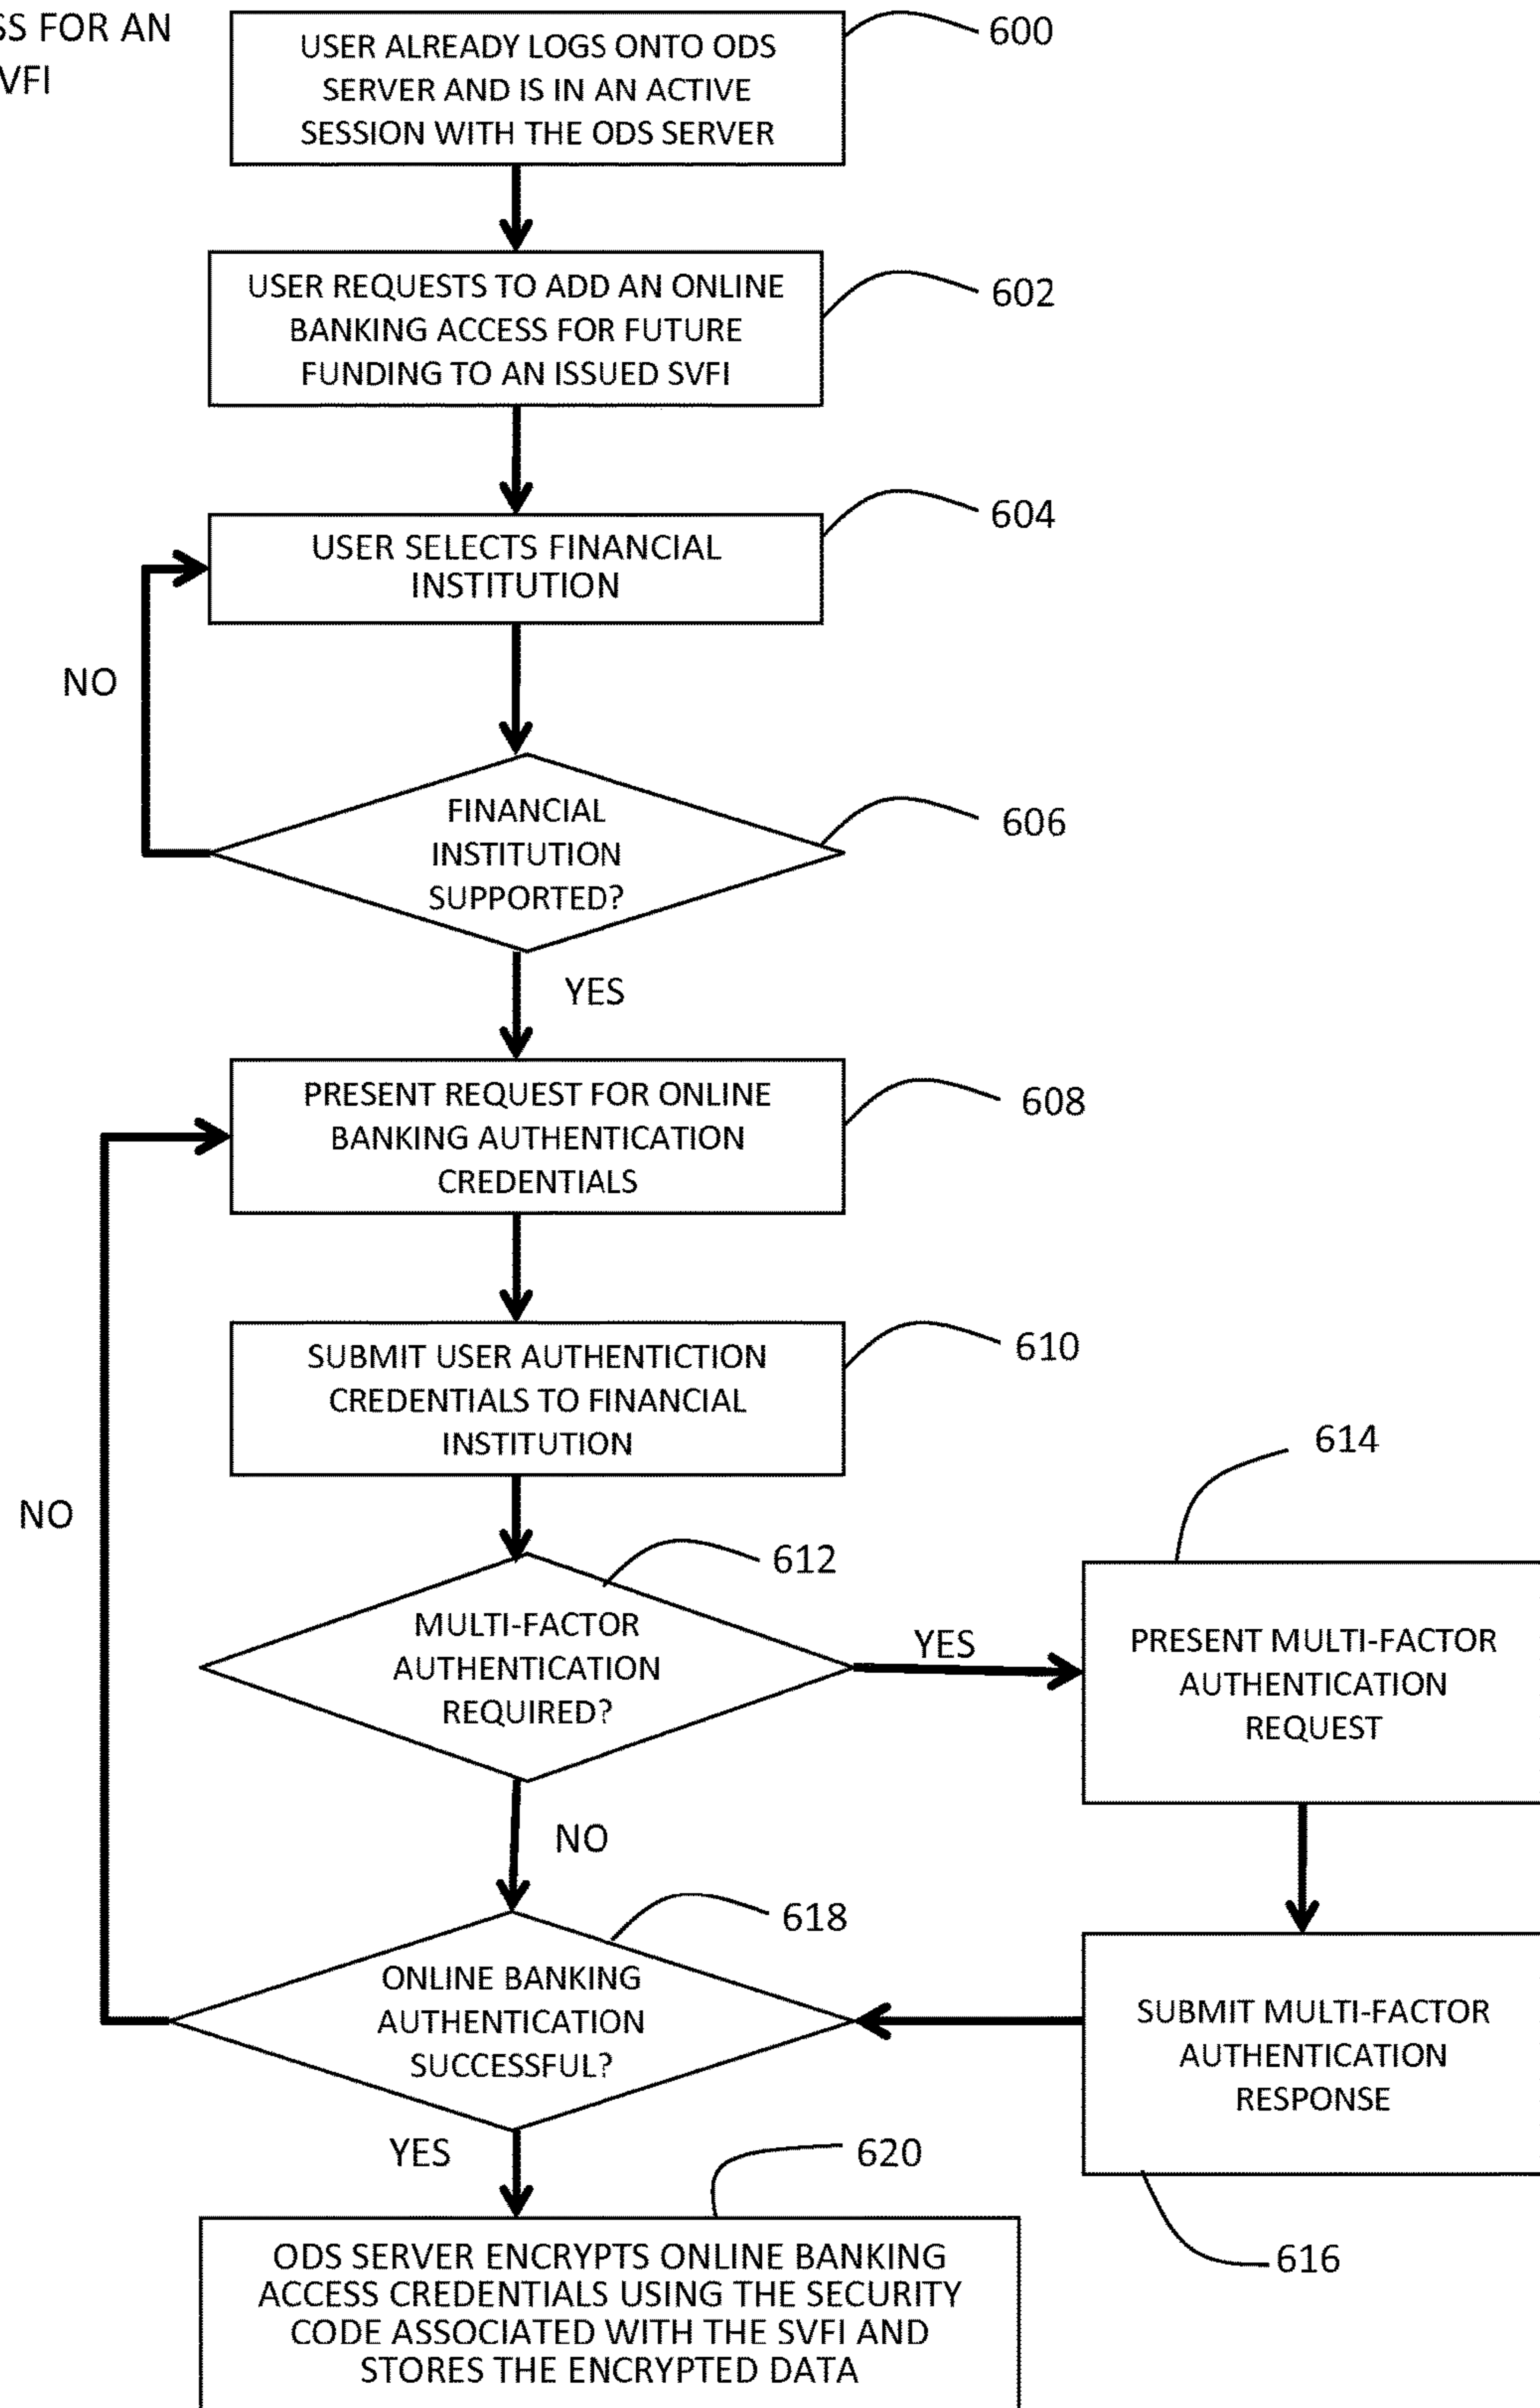 SS FOR AN
VFI
USER ALREADY LOGS ONTO ODS
SERVER AND IS IN AN ACTIVE
SESSION WITH THE ODS SERVER
600
USER REQUESTS TO ADD AN ONLINE
BANKING ACCESS FOR FUTURE
FUNDING TO AN ISSUED SVFI
602
USER SELECTS FINANCIAL
INSTITUTION
604
NO
FINANCIAL
INSTITUTION
SUPPORTED?
606
YES
PRESENT REQUEST FOR ONLINE
BANKING AUTHENTICATION
CREDENTIALS
608
SUBMIT USER AUTHENTICTION
CREDENTIALS TO FINANCIAL
INSTITUTION
610
NO
MULTI-FACTOR
AUTHENTICATION
REQUIRED?
612
YES
614
PRESENT MULTI-FACTOR
AUTHENTICATION
REQUEST
NO
618
ONLINE BANKING
AUTHENTICATION
SUCCESSFUL?
SUBMIT MULTI-FACTOR
AUTHENTICATION
RESPONSE
616
YES
620
ODS SERVER ENCRYPTS ONLINE BANKING
ACCESS CREDENTIALS USING THE SECURITY
CODE ASSOCIATED WITH THE SVFI AND
STORES THE ENCRYPTED DATA